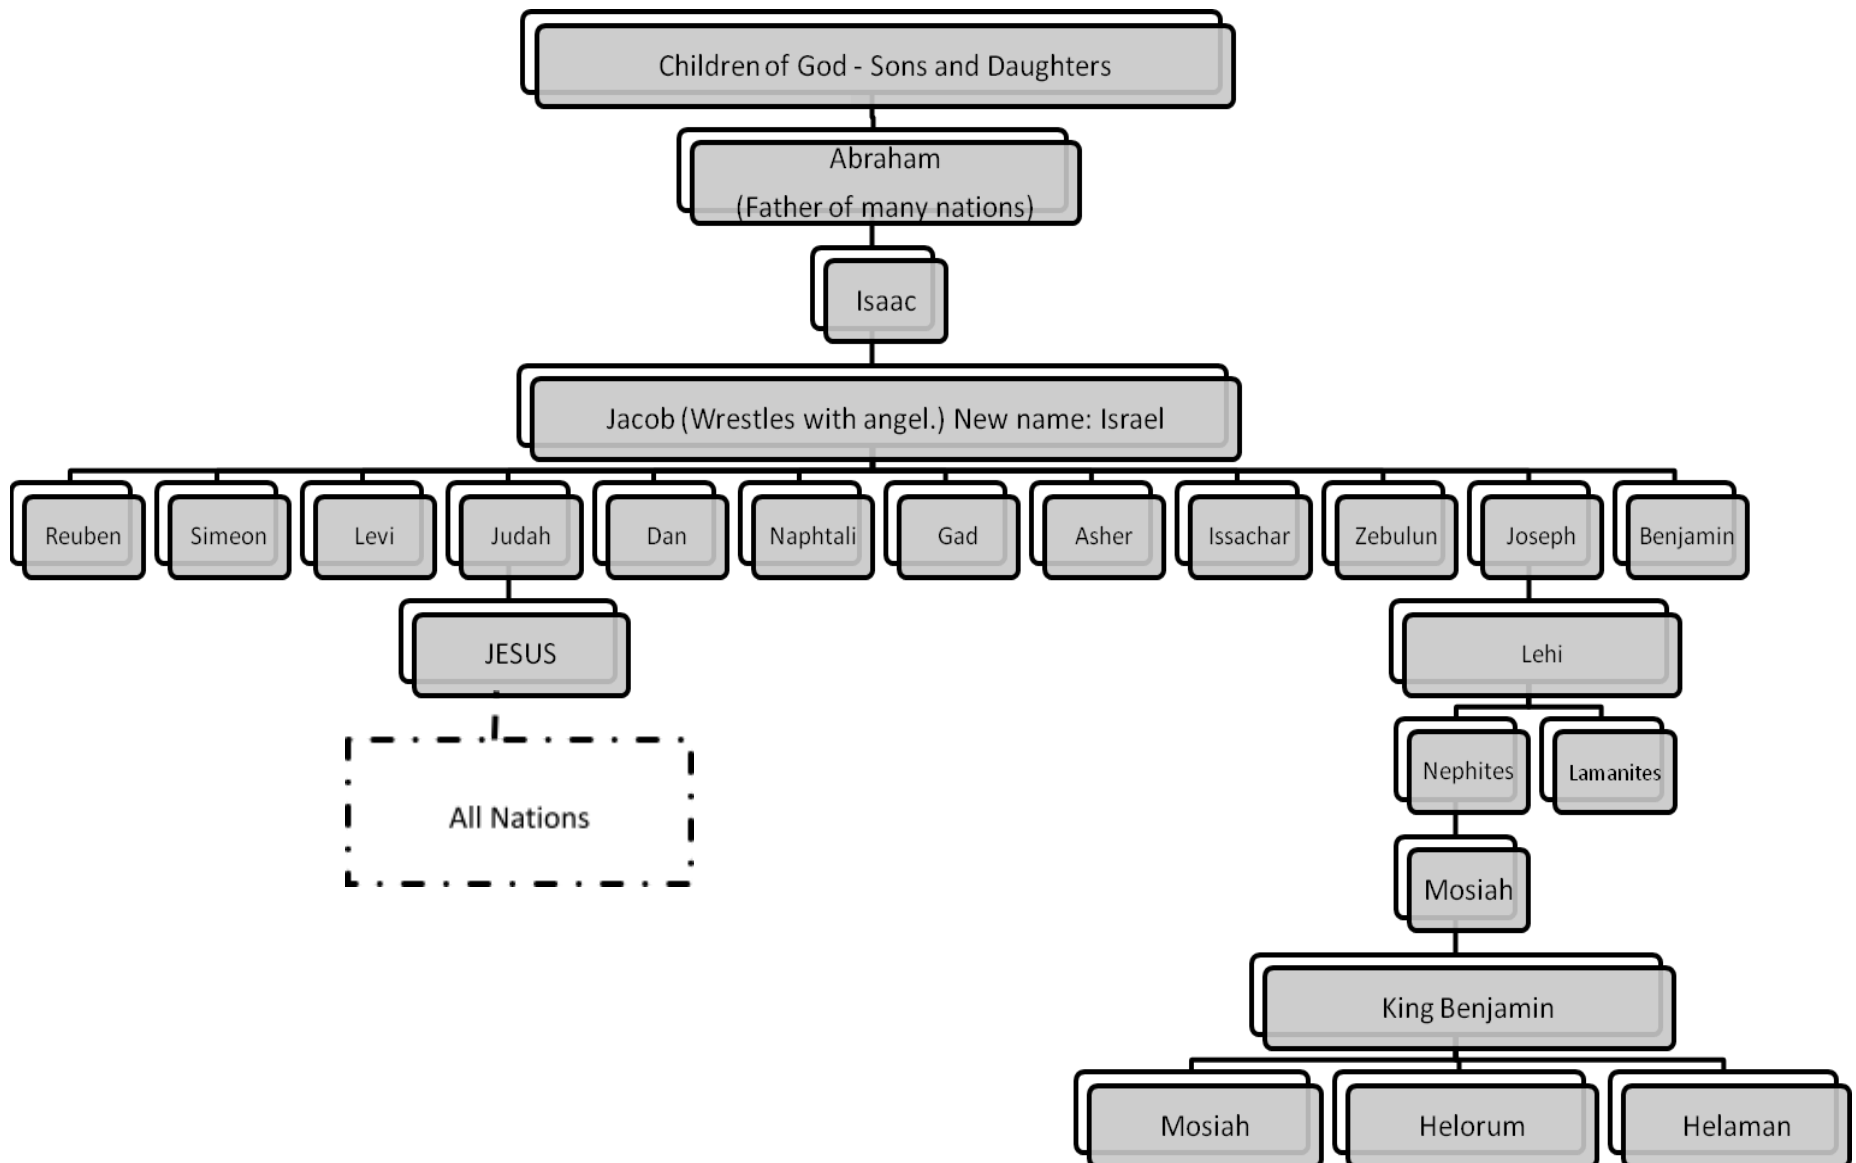 Children of God - Sons and Daughters
Abraham
(Father of many nations)
Isaac
Jacob (Wrestles with angel.) New name: Israel
Reuben
Simeon
Levi
Judah
Dan
Naphtali
Gad
Asher
Issachar
Zebulun
Joseph
Benjamin
JESUS
Lehi
Nephites
Lamanites
All Nations
Mosiah
King Benjamin
Mosiah
Helorum
Helaman